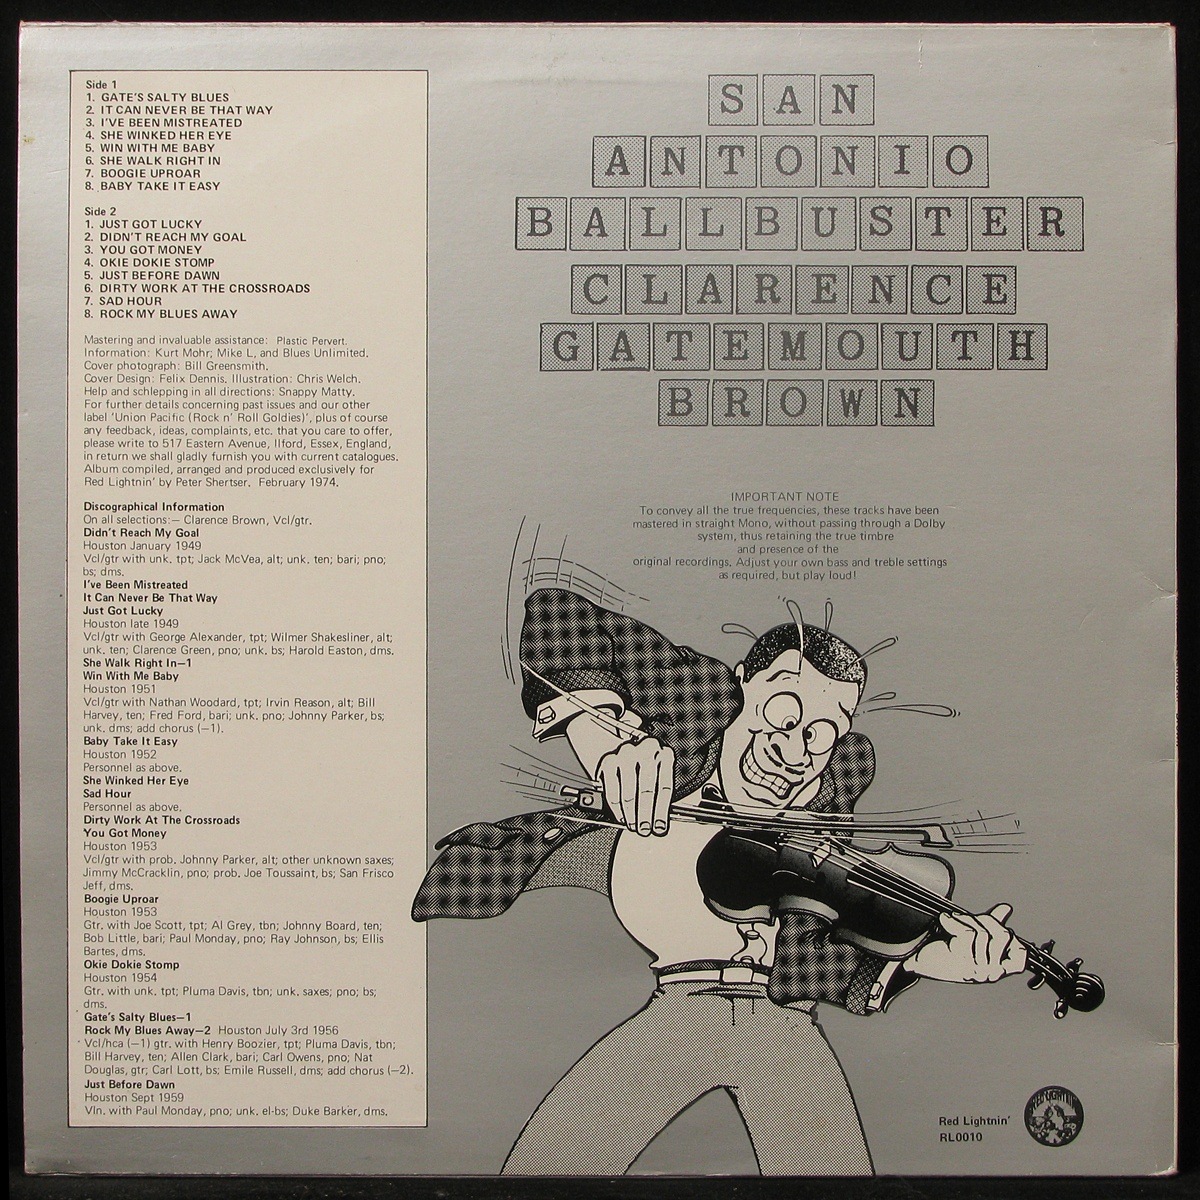 Side 1
1. GATE'S SALTY BLUES
2. IT CAN NEVER BE THAT WAY
3. I'VE BEEN MISTREATED
4. SHE WINKED HER EYE
5. WIN WITH ME BABY
6. SHE WALK RIGHT IN
7. BOOGIE UPROAR
8. BABY TAKE IT EASY
Side 2
1. JUST GOT LUCKY
2. DIDN'T REACH MY GOAL
3. YOU GOT MONEY
4. OKIE DOKIE STOMP
5. JUST BEFORE DAWN
6. DIRTY WORK AT THE CROSSROADS
7. SAD HOUR
8. ROCK MY BLUES AWAY
Mastering and invaluable assistance: Plastic Pervert.
Information: Kurt Mohr; Mike L, and Blues Unlimited.
Cover photograph: Bill Greensmith.
Cover Design: Felix Dennis. Illustration: Chris Welch.
Help and schlepping in all directions: Snappy Matty.
For further details concerning past issues and our other
label 'Union Pacific (Rock n' Roll Goldies)', plus of course
any feedback, ideas, complaints, etc. that you care to offer,
please write to 517 Eastern Avenue, Ilford, Essex, England,
in return we shall gladly furnish you with current catalogues.
Album compiled, arranged and produced exclusively for
Red Lightnin' by Peter Shertser. February 1974.
Discographical Information
On all selections:— Clarence Brown, Vcl/gtr.
Didn't Reach My Goal
Houston January 1949
Vcl/gtr with unk. tpt; Jack McVea, alt; unk. ten; bari; pno;
bs; dms.
I've Been Mistreated
It Can Never Be That Way
Just Got Lucky
Houston late 1949
Vcl/gtr with George Alexander, tpt; Wilmer Shakesliner, alt;
unk. ten; Clarence Green, pno; unk. bs; Harold Easton, dms.
She Walk Right In—1
Win With Me Baby
Houston 1951
Vcl/gtr with Nathan Woodard, tpt; Irvin Reason, alt; Bill
Harvey, ten; Fred Ford, bari; unk. pno; Johnny Parker, bs;
unk. dms; add chorus (—1).
Baby Take It Easy
Houston 1952
Personnel as above.
She Winked Her Eye
Sad Hour
Personnel as above.
Dirty Work At The Crossroads
You Got Money
Houston 1953
Vcl/gtr with prob. Johnny Parker, alt; other unknown saxes;
Jimmy McCracklin, pno; prob. Joe Toussaint, bs; San Frisco
Jeff, dms.
Boogie Uproar
Houston 1953
Gtr. with Joe Scott, tpt; Al Grey, tbn; Johnny Board, ten;
Bob Little, bari; Paul Monday, pno; Ray Johnson, bs; Ellis
Bartes, dms.
Okie Dokie Stomp
Houston 1954
Gtr. with unk. tpt; Pluma Davis, tbn; unk. saxes; pno; bs;
dms.
Gate's Salty Blues—1
Rock My Blues Away—2 Houston July 3rd 1956
Vcl/hca (—1) gtr. with Henry Boozier, tpt; Pluma Davis, tbn;
Bill Harvey, ten; Allen Clark, bari; Carl Owens, pno; Nat
Douglas, gtr; Carl Lott, bs; Emile Russell, dms; add chorus (—2).
Just Before Dawn
Houston Sept 1959
Vln. with Paul Monday, pno; unk. el-bs; Duke Barker, dms.
SAN
ANTONIO
BALLBUSTER
CLARENCE
GATEMOUTH
BROWN
IMPORTANT NOTE
To convey all the true frequencies, these tracks have been
mastered in straight Mono, without passing through a Dolby
system, thus retaining the true timbre
and presence of the
original recordings. Adjust your own bass and treble settings
as required, but play loud!
Red Lightnin'
RL0010